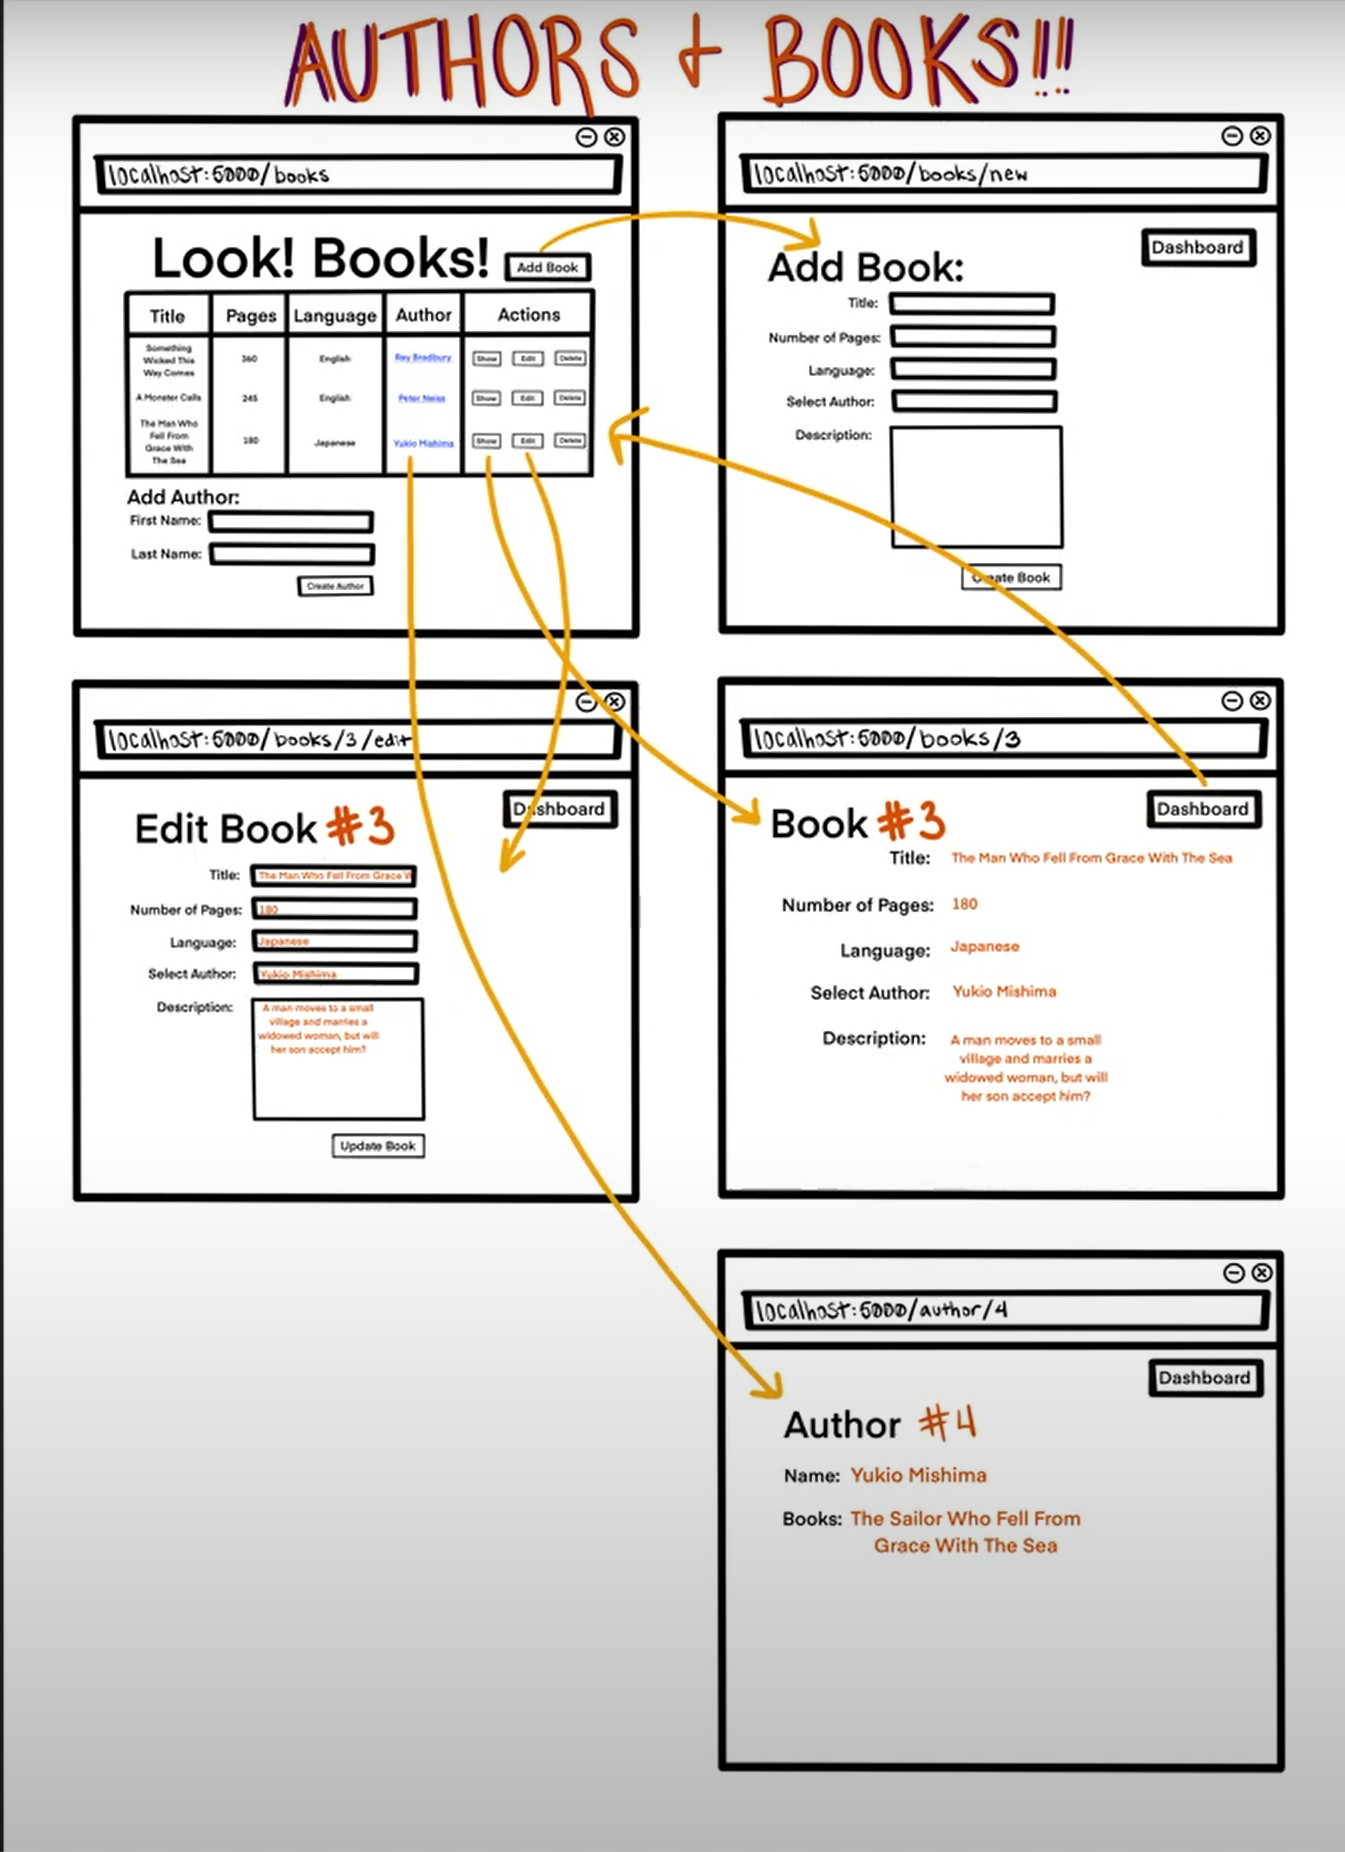 AUTHORS + BOOKS!!!
localhost:5000/books
Look! Books!
Add Book
Title Pages Language Author Actions
Something
Wicked This
Way Comes
360 English Ray Bradbury Show Edit Delete
A Monster Calls 245 English Peter Neiss Show Edit Delete
The Man Who
Fell From
Grace With
The Sea
180 Japanese Yukio Mishima Show Edit Delete
Add Author:
First Name:
Last Name:
Create Author
localhost:5000/books/new
Dashboard
Add Book:
Title:
Number of Pages:
Language:
Select Author:
Description:
Create Book
localhost:5000/books/3/edit
Dashboard
Edit Book #3
Title: The Man Who Fell From Grace W
Number of Pages: 180
Language: Japanese
Select Author: Yukio Mishima
Description: A man moves to a small
village and marries a
widowed woman, but will
her son accept him?
Update Book
localhost:5000/books/3
Dashboard
Book #3
Title: The Man Who Fell From Grace With The Sea
Number of Pages: 180
Language: Japanese
Select Author: Yukio Mishima
Description: A man moves to a small
village and marries a
widowed woman, but will
her son accept him?
localhost:5000/author/4
Dashboard
Author #4
Name: Yukio Mishima
Books: The Sailor Who Fell From
Grace With The Sea